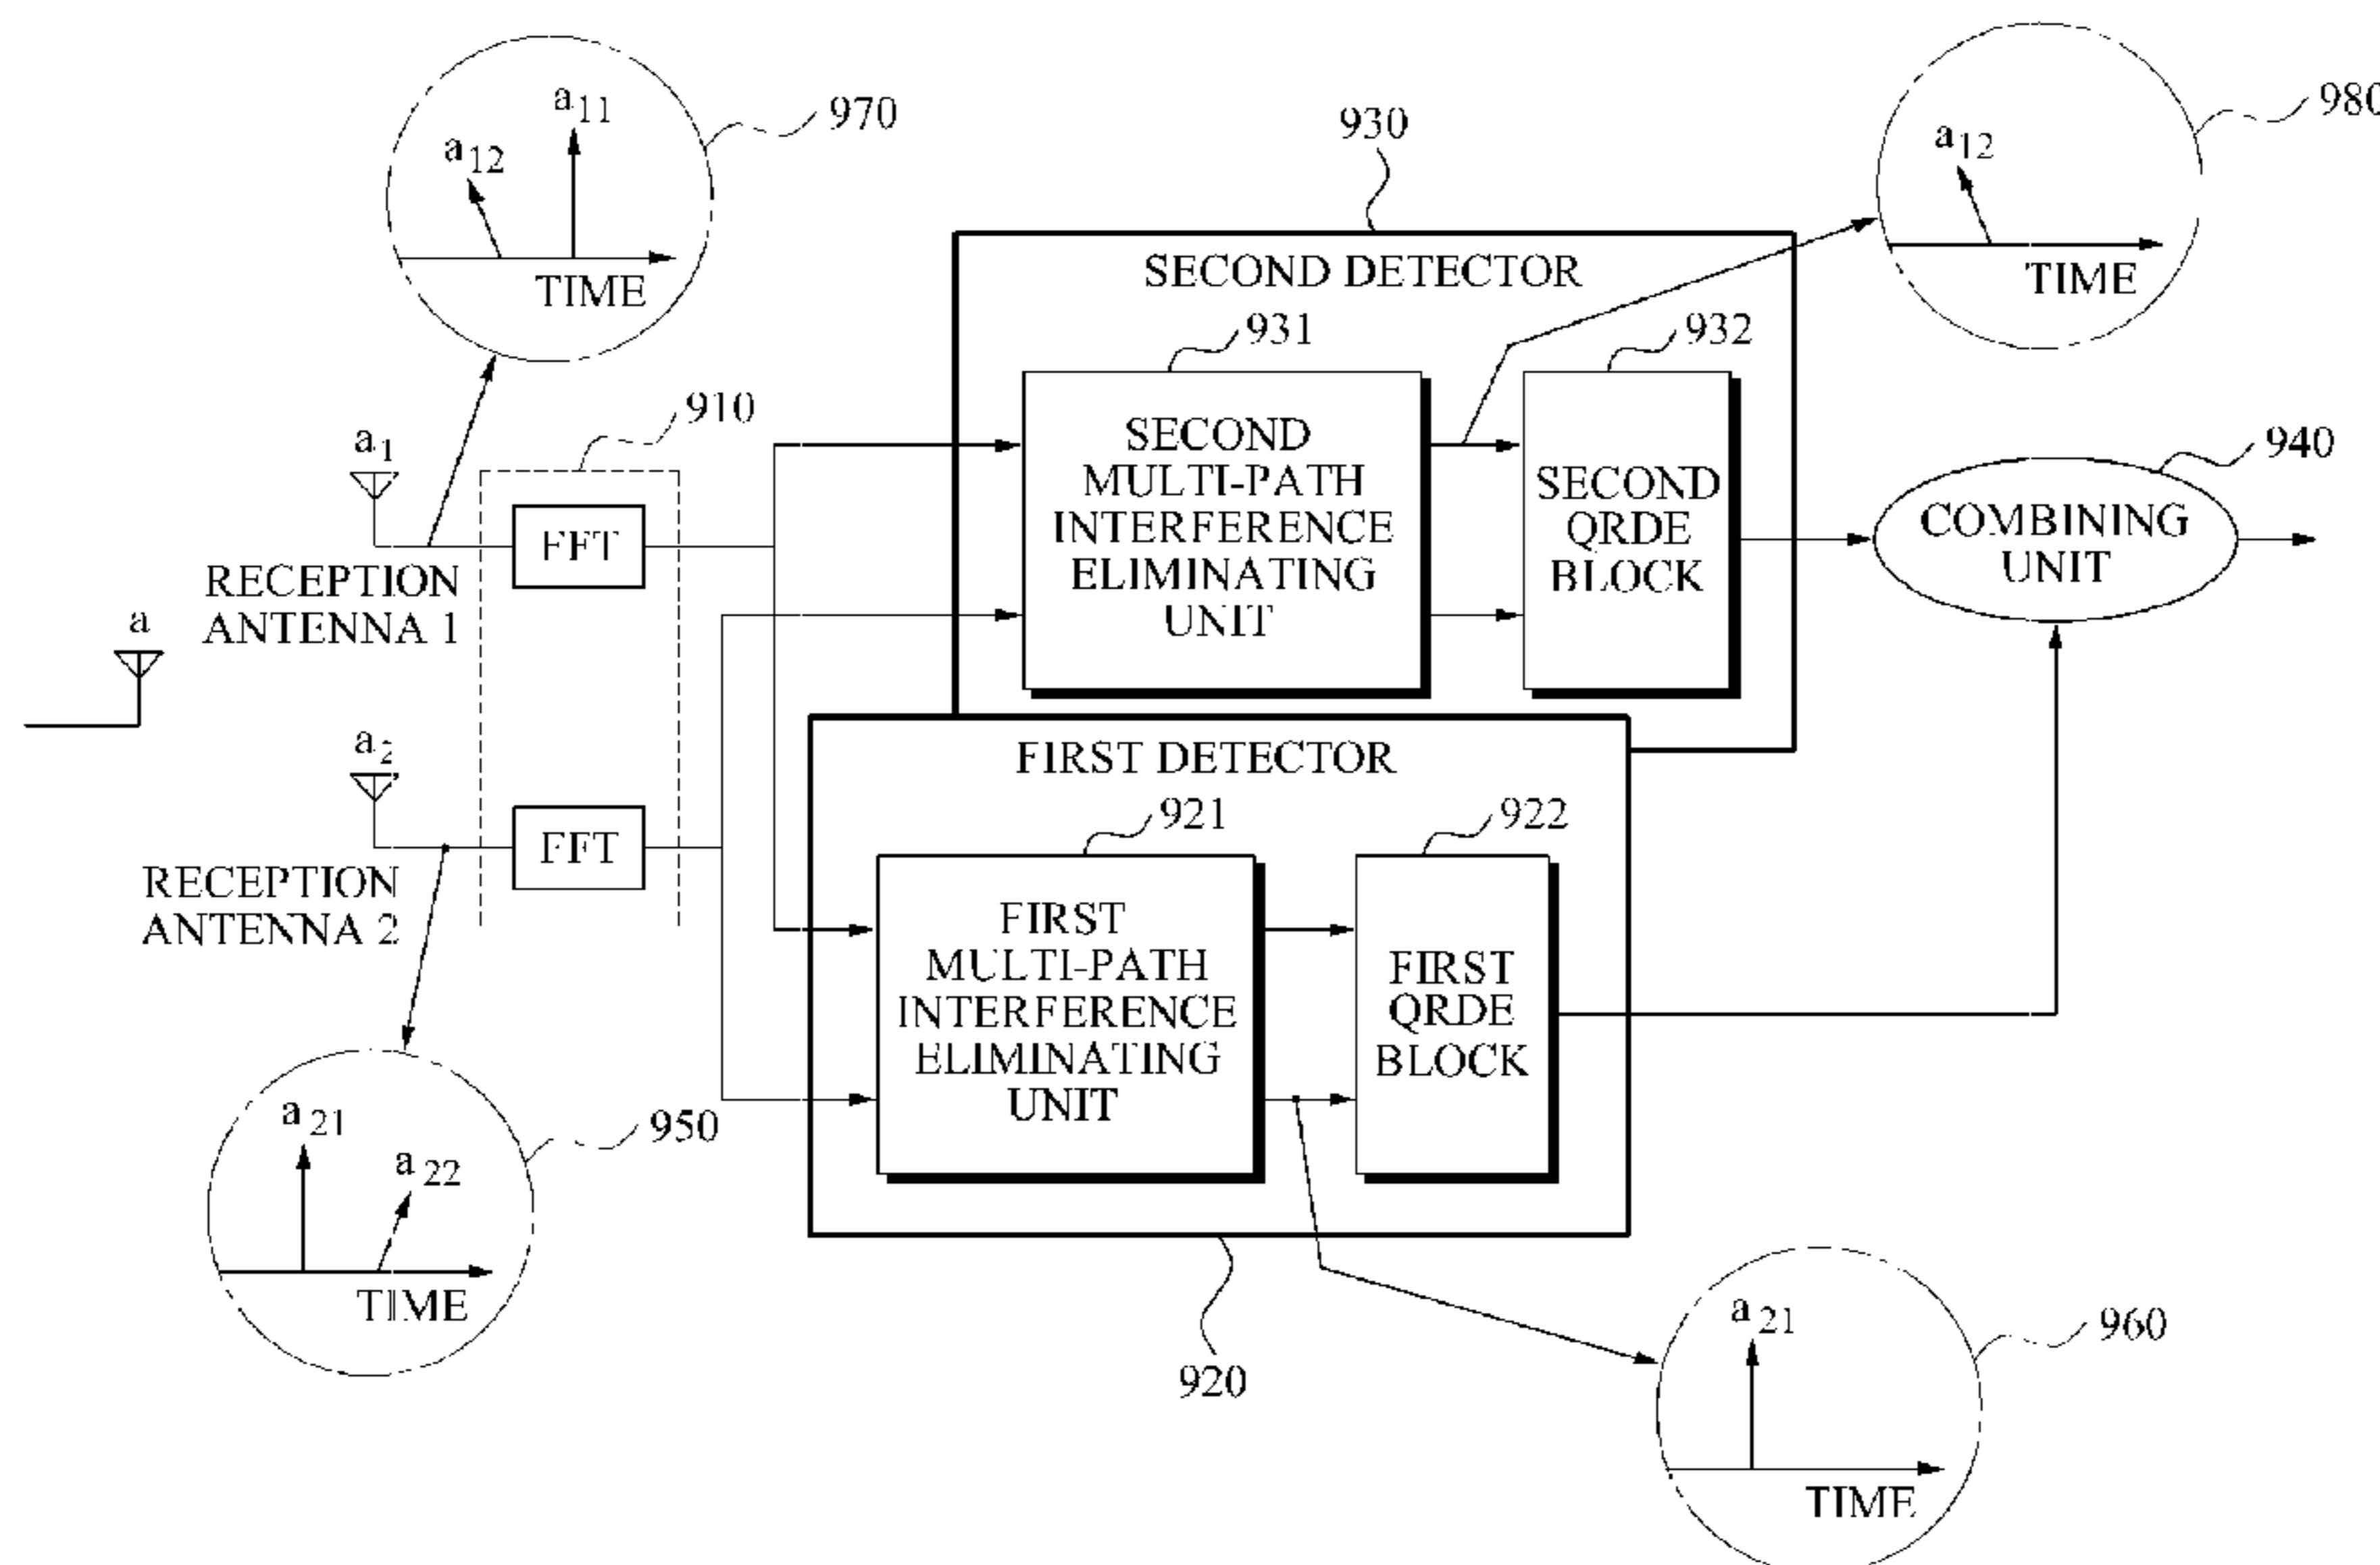 a11
970
a12
TIME
980
a12
TIME
930
SECOND DETECTOR
931
932
SECOND
MULTI-PATH
INTERFERENCE
ELIMINATING
UNIT
SECOND
QRDE
BLOCK
940
COMBINING
UNIT
910
a1
FFT
RECEPTION
ANTENNA 1
a
a2
FFT
RECEPTION
ANTENNA 2
FIRST DETECTOR
921
922
FIRST
MULTI-PATH
INTERFERENCE
ELIMINATING
UNIT
FIRST
QRDE
BLOCK
920
950
a21
a22
TIME
960
a21
TIME